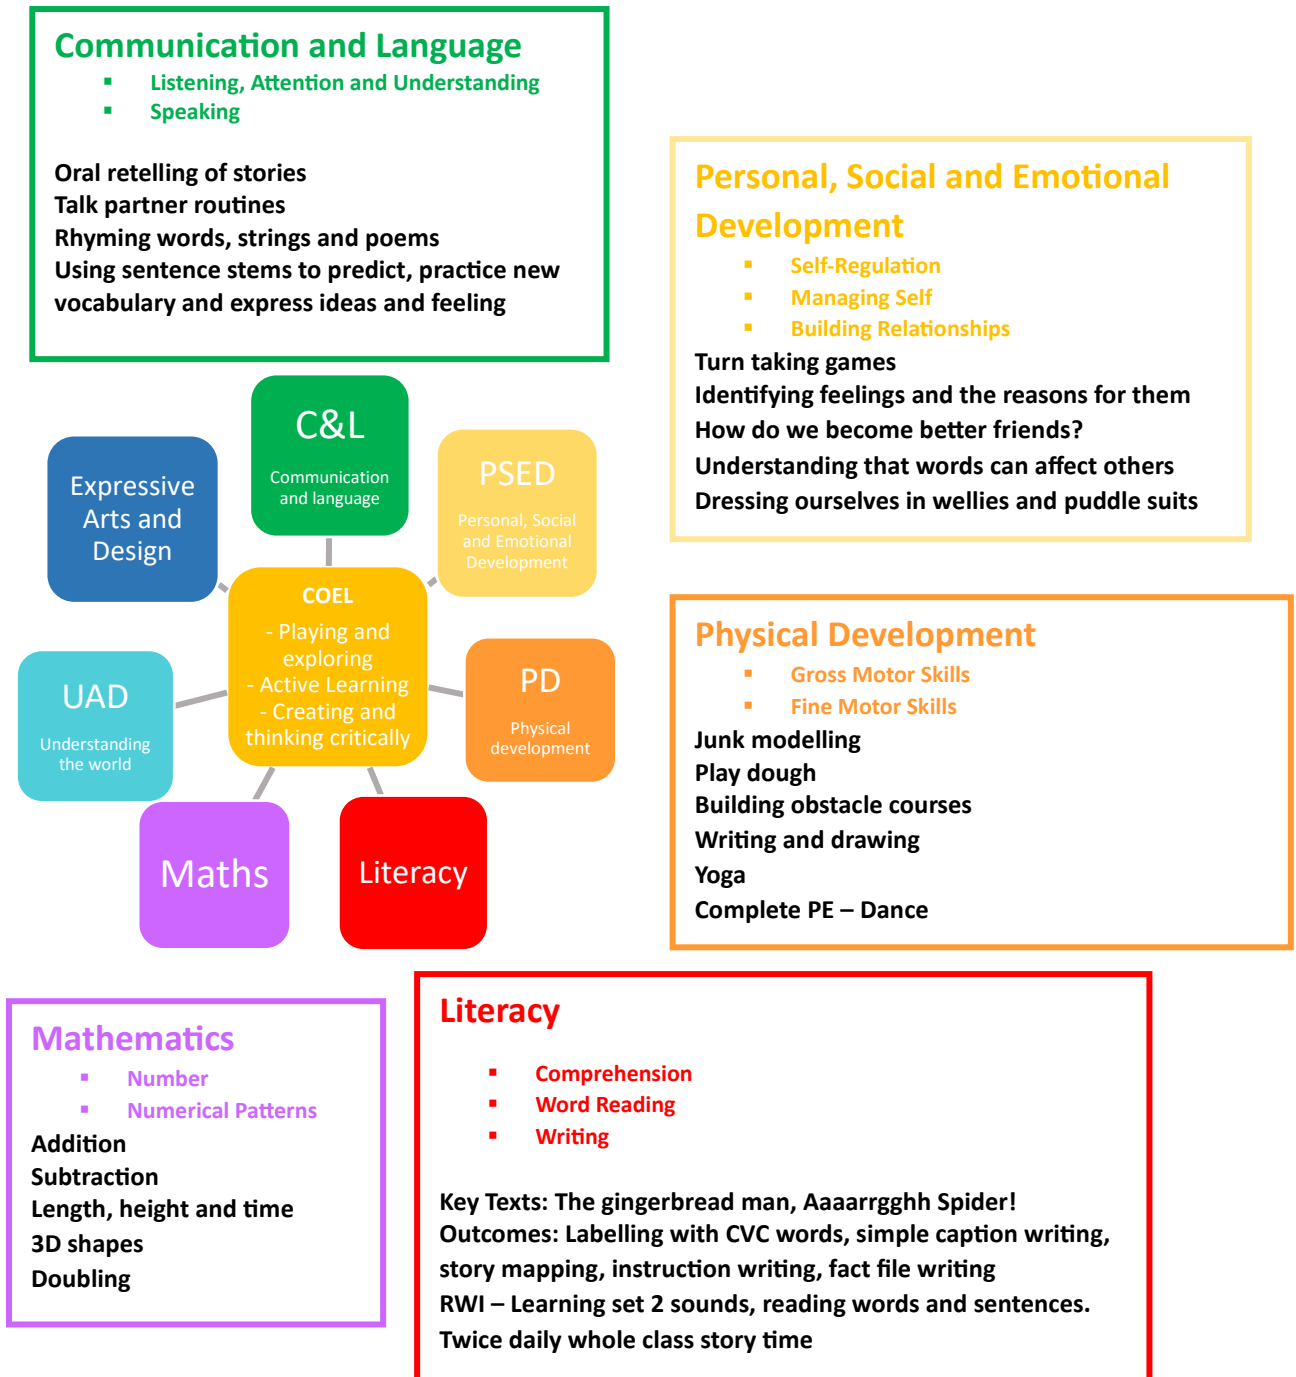 Communication and Language
▪ Listening, Attention and Understanding
▪ Speaking
Oral retelling of stories
Talk partner routines
Rhyming words, strings and poems
Using sentence stems to predict, practice new
vocabulary and express ideas and feeling
Personal, Social and Emotional
Development
▪ Self-Regulation
▪ Managing Self
▪ Building Relationships
Turn taking games
Identifying feelings and the reasons for them
How do we become better friends?
Understanding that words can affect others
Dressing ourselves in wellies and puddle suits
C&L
Communication
and language
PSED
Personal, Social
and Emotional
Development
Expressive
Arts and
Design
COEL
- Playing and
exploring
- Active Learning
- Creating and
thinking critically
UAD
Understanding
the world
PD
Physical
development
Maths
Literacy
Physical Development
▪ Gross Motor Skills
▪ Fine Motor Skills
Junk modelling
Play dough
Building obstacle courses
Writing and drawing
Yoga
Complete PE – Dance
Mathematics
▪ Number
▪ Numerical Patterns
Addition
Subtraction
Length, height and time
3D shapes
Doubling
Literacy
▪ Comprehension
▪ Word Reading
▪ Writing
Key Texts: The gingerbread man, Aaaarrgghh Spider!
Outcomes: Labelling with CVC words, simple caption writing,
story mapping, instruction writing, fact file writing
RWI – Learning set 2 sounds, reading words and sentences.
Twice daily whole class story time